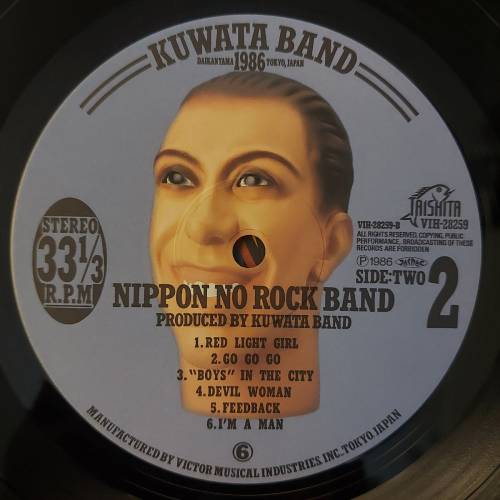 KUWATA BAND
DAIKANYAMA 1986 TOKYO, JAPAN
STEREO
33 1/3
R.P.M
TAISHITA
VIH-28259-B VIH-28259
ALL RIGHTS RESERVED, COPYING, PUBLIC
PERFORMANCE, BROADCASTING OF THESE
RECORDS ARE FORBIDDEN
Ⓟ1986
SIDE:TWO 2
NIPPON NO ROCK BAND
PRODUCED BY KUWATA BAND
1.RED LIGHT GIRL
2.GO GO GO
3."BOYS" IN THE CITY
4.DEVIL WOMAN
5.FEEDBACK
6.I'M A MAN
⑥
MANUFACTURED BY VICTOR MUSICAL INDUSTRIES, INC., TOKYO, JAPAN